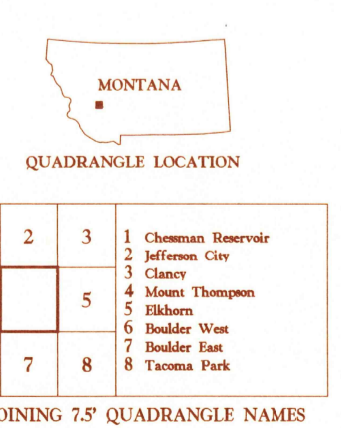 MONTANA
QUADRANGLE LOCATION
2 3
5
7 8
1 Chessman Reservoir
2 Jefferson City
3 Clancy
4 Mount Thompson
5 Elkhorn
6 Boulder West
7 Boulder East
8 Tacoma Park
OINING 7.5' QUADRANGLE NAMES